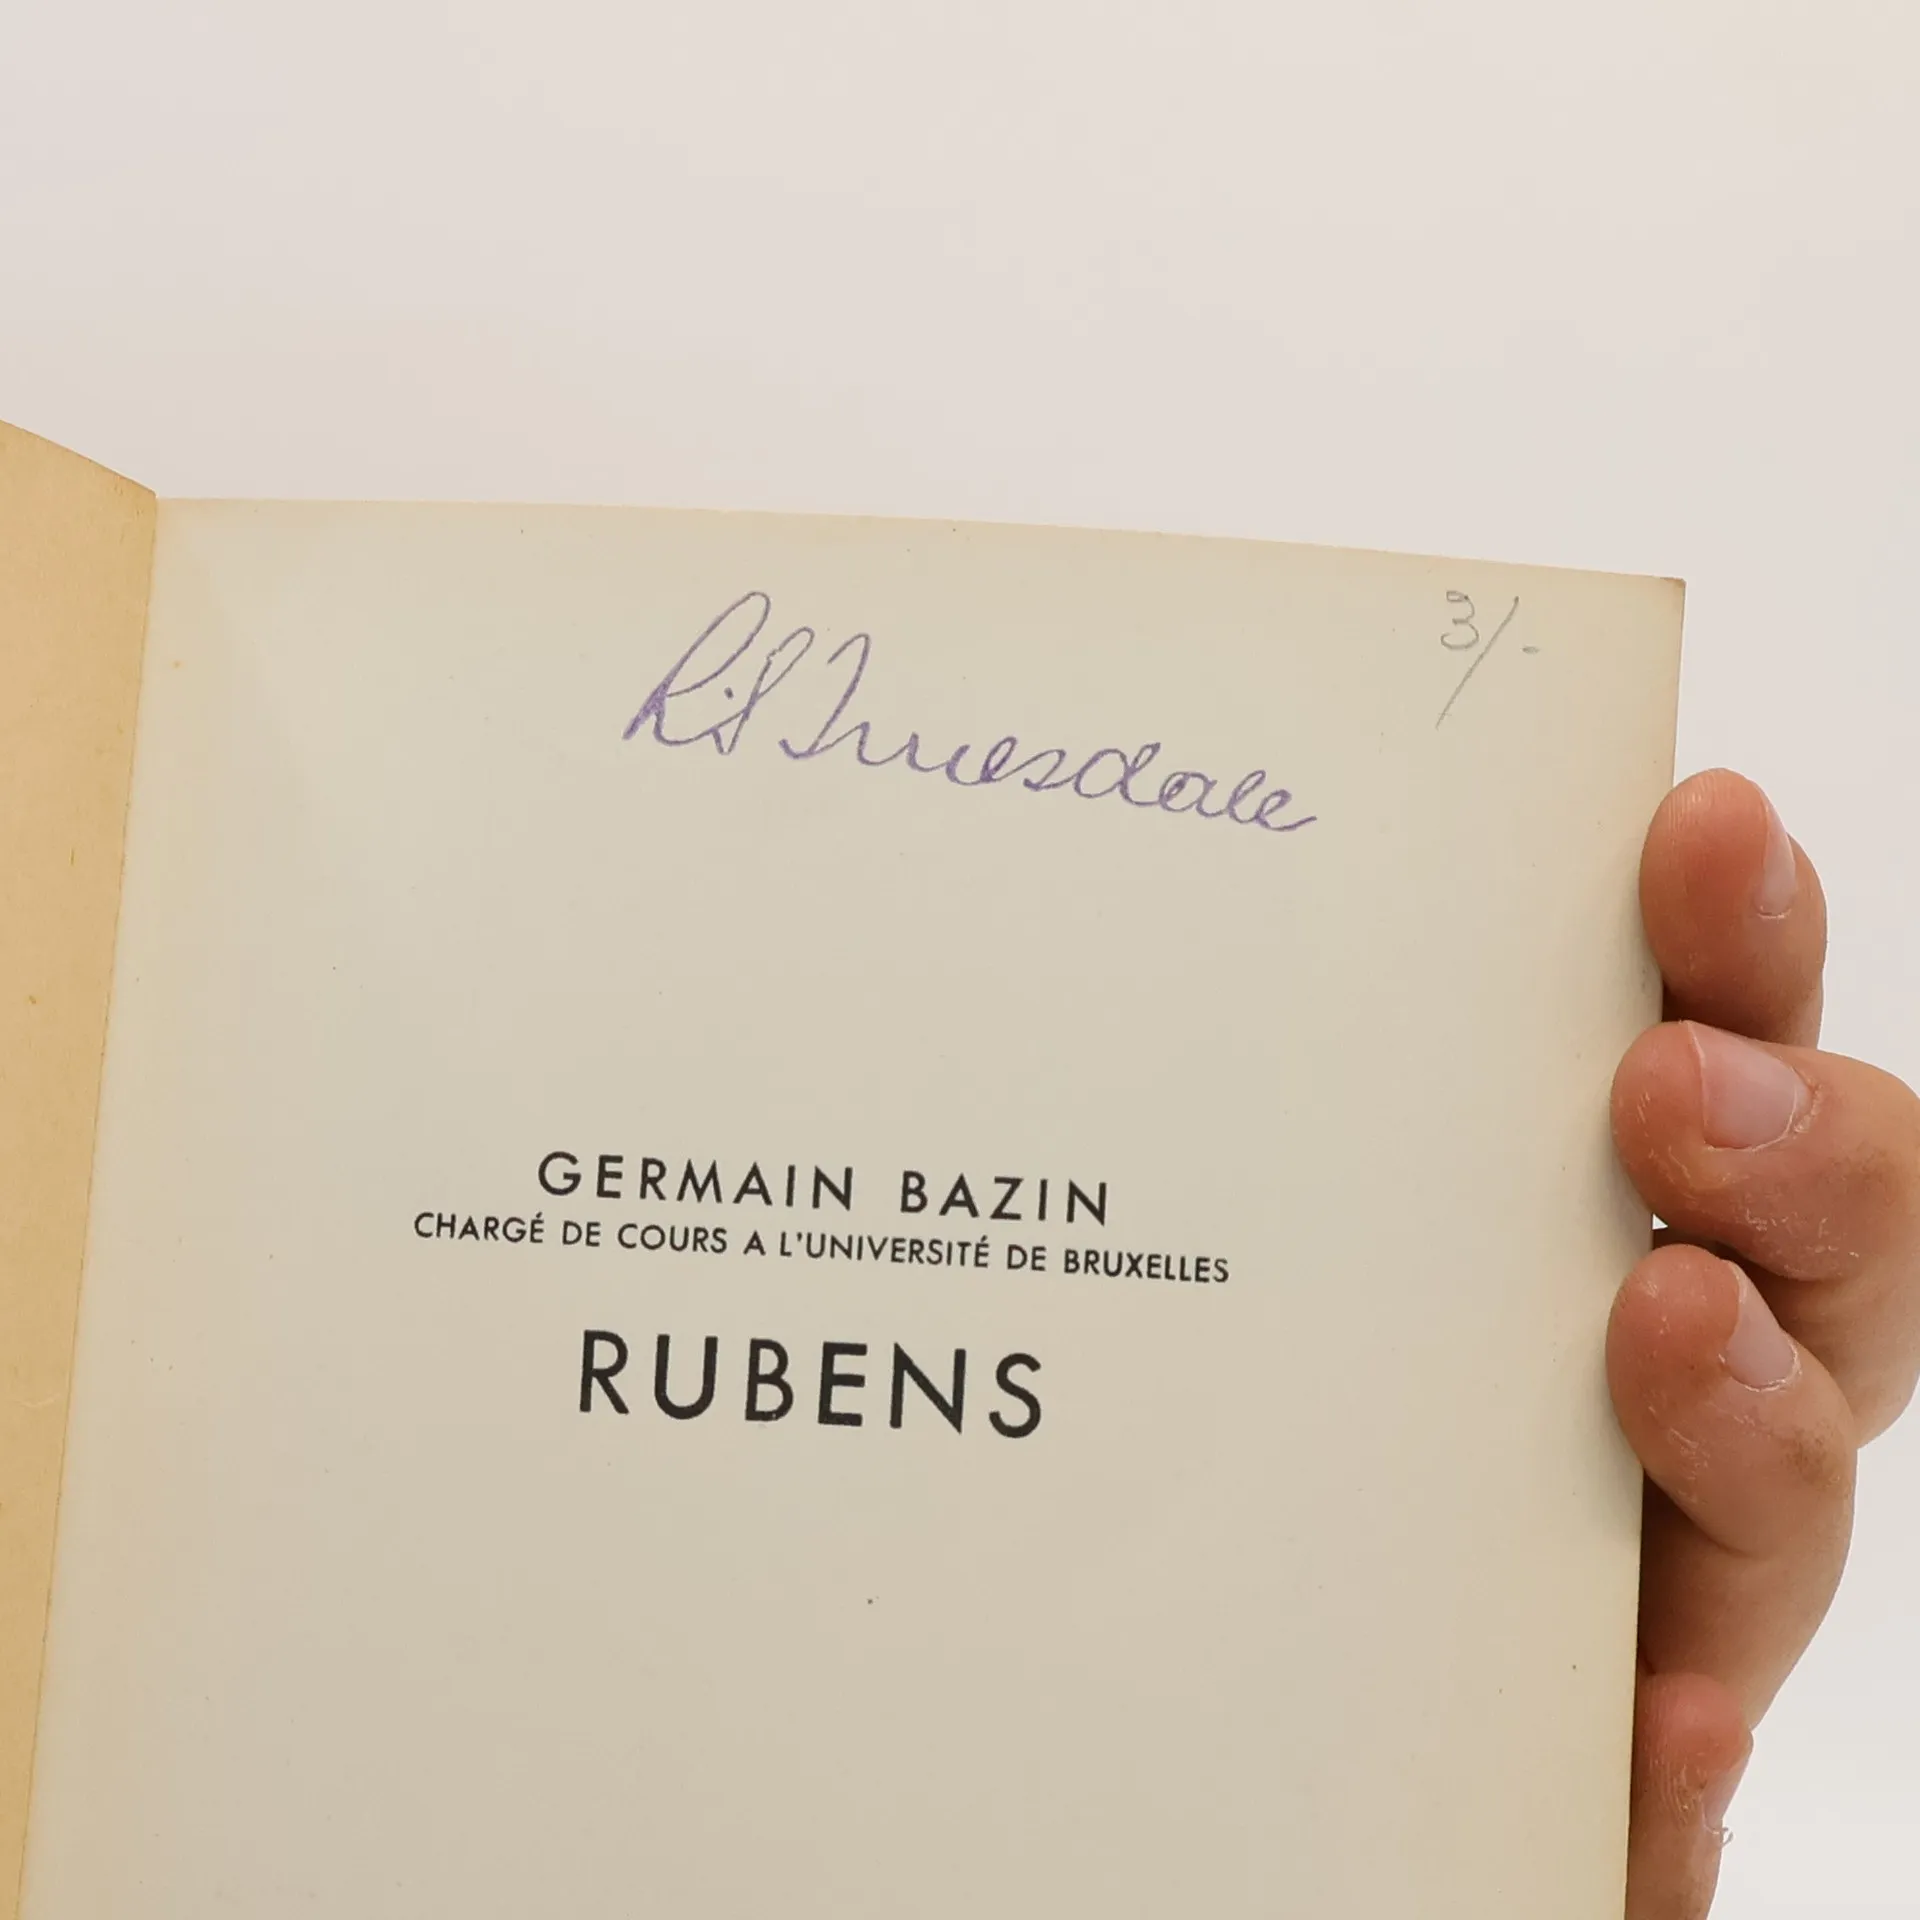 Truesdale
3/-
GERMAIN BAZIN
CHARGÉ DE COURS A L'UNIVERSITÉ DE BRUXELLES
RUBENS